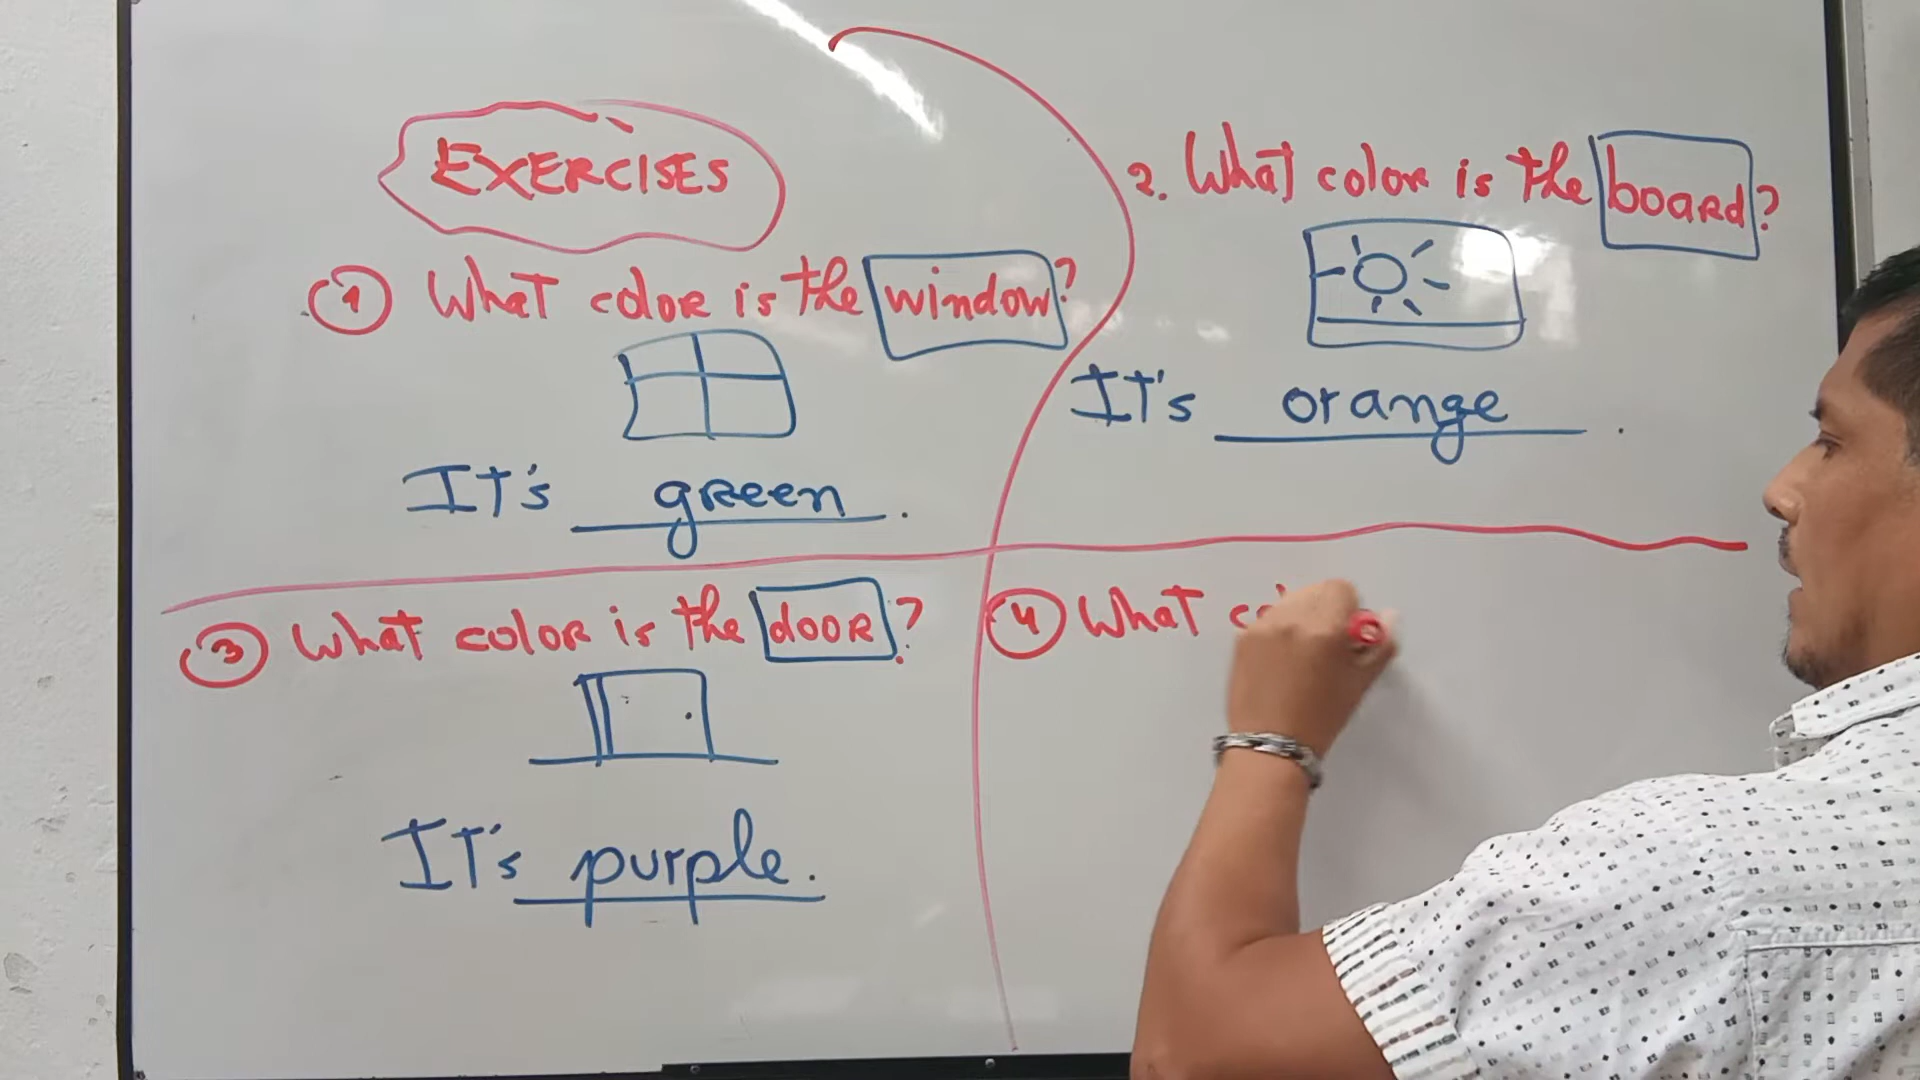 EXERCISES
1 What color is the window?
It's green.
2. What color is the board?
It's orange.
3 What color is the door?
It's purple.
4 What